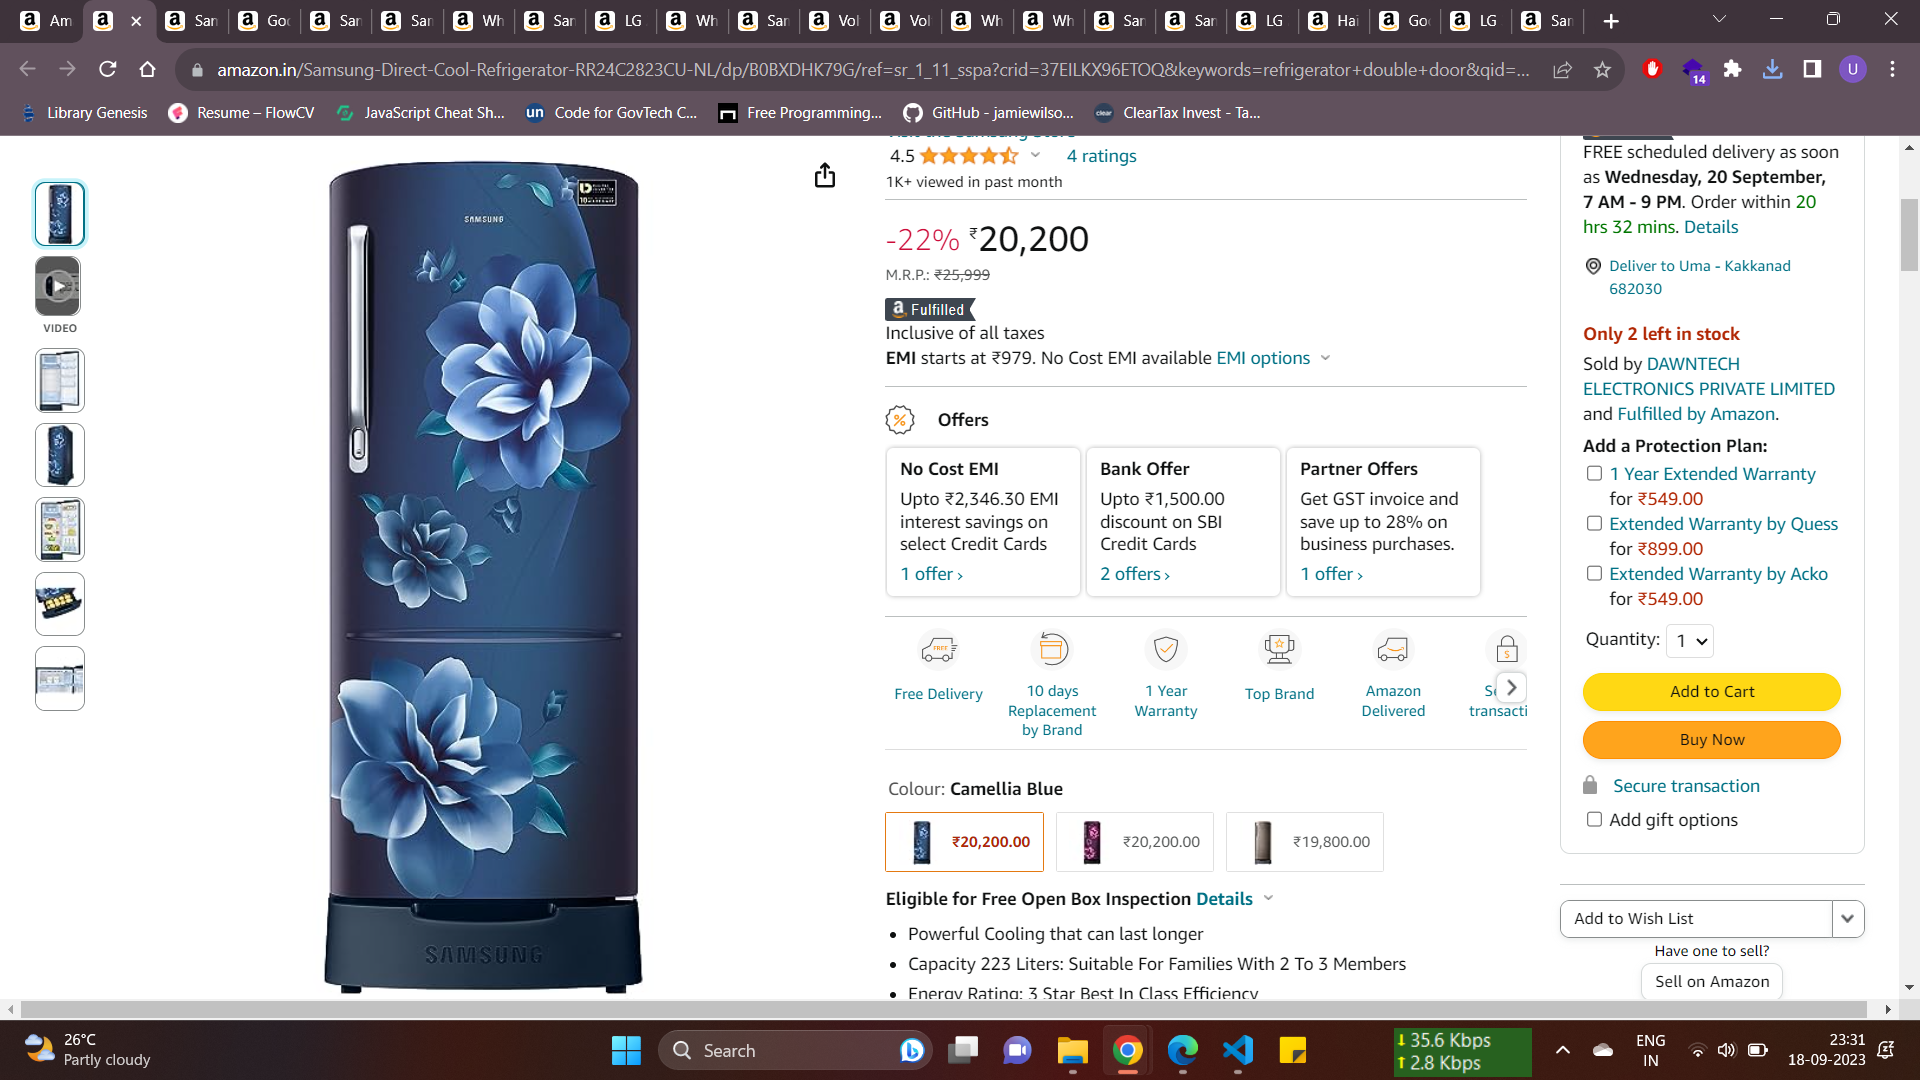 Am
San
Goo
San
San
Wh
San
LG
Wh
San
Vol
Vol
Wh
Wh
San
San
LG
Hai
Goo
LG
San
amazon.in/Samsung-Direct-Cool-Refrigerator-RR24C2823CU-NL/dp/B0BXDHK79G/ref=sr_1_11_sspa?crid=37EILKX96ETOQ&keywords=refrigerator+double+door&qid=...
14
U
Library Genesis
Resume – FlowCV
JavaScript Cheat Sh...
un
Code for GovTech C...
Free Programming...
GitHub - jamiewilso...
clear
ClearTax Invest - Ta...
VIDEO
SAMSUNG
SAMSUNG
Visit the Samsung Store
4.5
4 ratings
1K+ viewed in past month
-22% ₹20,200
M.R.P.: ₹25,999
a Fulfilled
Inclusive of all taxes
EMI starts at ₹979. No Cost EMI available EMI options
Offers
No Cost EMI
Upto ₹2,346.30 EMI
interest savings on
select Credit Cards
1 offer ›
Bank Offer
Upto ₹1,500.00
discount on SBI
Credit Cards
2 offers ›
Partner Offers
Get GST invoice and
save up to 28% on
business purchases.
1 offer ›
FREE
Free Delivery
10 days
Replacement
by Brand
1 Year
Warranty
Top Brand
Amazon
Delivered
transacti
Colour: Camellia Blue
₹20,200.00
₹20,200.00
₹19,800.00
Eligible for Free Open Box Inspection Details
• Powerful Cooling that can last longer
• Capacity 223 Liters: Suitable For Families With 2 To 3 Members
• Energy Rating: 3 Star Best In Class Efficiency
FREE scheduled delivery as soon
as Wednesday, 20 September,
7 AM - 9 PM. Order within 20
hrs 32 mins. Details
Deliver to Uma - Kakkanad
682030
Only 2 left in stock
Sold by DAWNTECH
ELECTRONICS PRIVATE LIMITED
and Fulfilled by Amazon.
Add a Protection Plan:
1 Year Extended Warranty
for ₹549.00
Extended Warranty by Quess
for ₹899.00
Extended Warranty by Acko
for ₹549.00
Quantity: 1
Add to Cart
Buy Now
Secure transaction
Add gift options
Add to Wish List
Have one to sell?
Sell on Amazon
26°C
Partly cloudy
Search
35.6 Kbps
2.8 Kbps
ENG
IN
23:31
18-09-2023